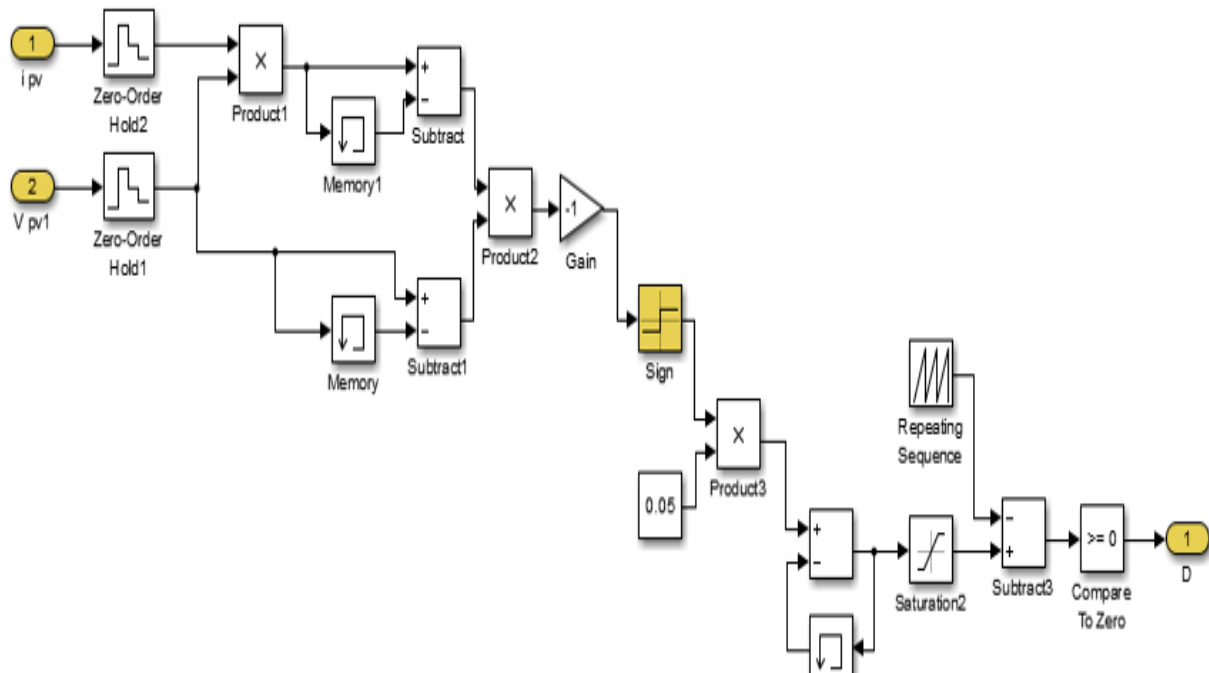 1
i pv
Zero-Order
Hold2
×
Product1
+
−
Subtract
Memory1
2
V pv1
Zero-Order
Hold1
×
Product2
-1
Gain
+
−
Subtract1
Memory
Sign
×
Product3
0.05
Repeating
Sequence
+
−
Saturation2
−
+
Subtract3
>= 0
Compare
To Zero
1
D